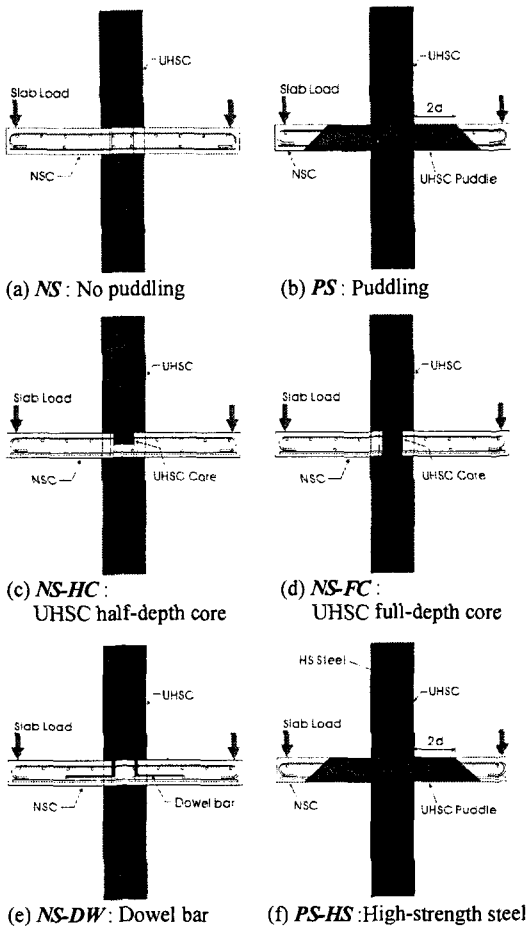 UHSC
Slab Load
NSC
(a) NS : No puddling
UHSC
Slab Load
2d
NSC
UHSC Puddle
(b) PS : Puddling
UHSC
Slab Load
NSC
UHSC Core
(c) NS-HC :
UHSC half-depth core
UHSC
Slab Load
NSC
UHSC Core
(d) NS-FC :
UHSC full-depth core
UHSC
Slab Load
NSC
Dowel bar
(e) NS-DW : Dowel bar
HS Steel
UHSC
Slab Load
2d
NSC
UHSC Puddle
(f) PS-HS :High-strength steel